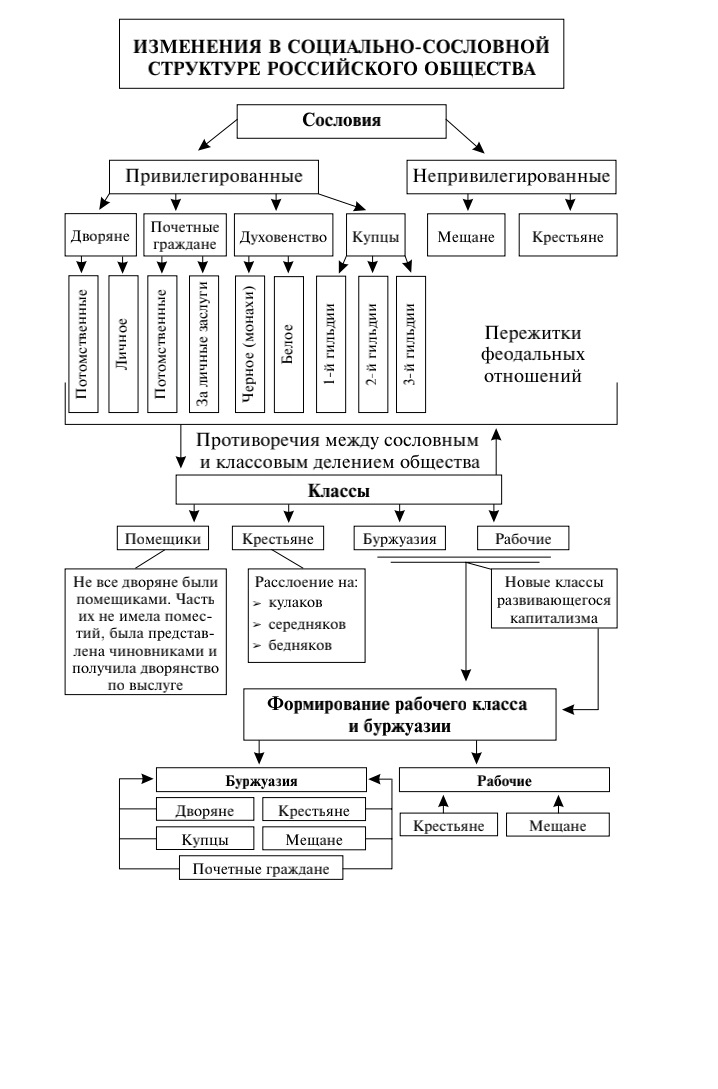 ИЗМЕНЕНИЯ В СОЦИАЛЬНО-СОСЛОВНОЙ
СТРУКТУРЕ РОССИЙСКОГО ОБЩЕСТВА
Сословия
Привилегированные
Непривилегированные
Дворяне
Почетные
граждане
Духовенство
Купцы
Мещане
Крестьяне
Потомственные
Личное
Потомственные
За личные заслуги
Черное (монахи)
Белое
1-й гильдии
2-й гильдии
3-й гильдии
Пережитки
феодальных
отношений
Противоречия между сословным
и классовым делением общества
Классы
Помещики
Крестьяне
Буржуазия
Рабочие
Не все дворяне были
помещиками. Часть
их не имела помес-
тий, была представ-
лена чиновниками и
получила дворянство
по выслуге
Расслоение на:
➢ кулаков
➢ середняков
➢ бедняков
Новые классы
развивающегося
капитализма
Формирование рабочего класса
и буржуазии
Буржуазия
Рабочие
Дворяне
Крестьяне
Купцы
Мещане
Почетные граждане
Крестьяне
Мещане